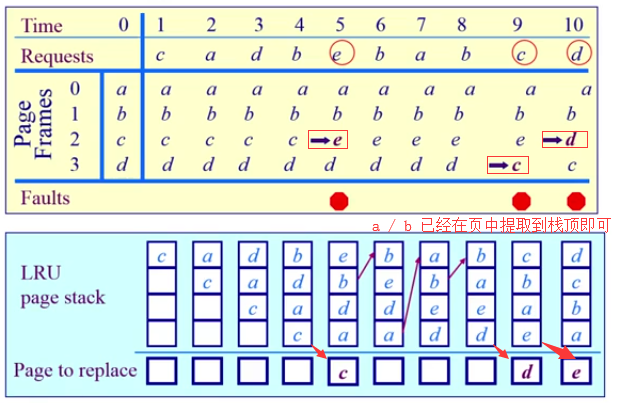 Time 0 1 2 3 4 5 6 7 8 9 10
Requests c a d b e b a b c d
Page Frames
0 a a a a a a a a a a a
1 b b b b b b b b b b b
2 c c c c c e e e e e d
3 d d d d d d d d d c c
Faults
a / b 已经在页中提取到栈顶即可
LRU page stack
c a d b e b a b c d
c a d b e b a b c
c a d d e e a b
c a a d d e a
Page to replace c d e